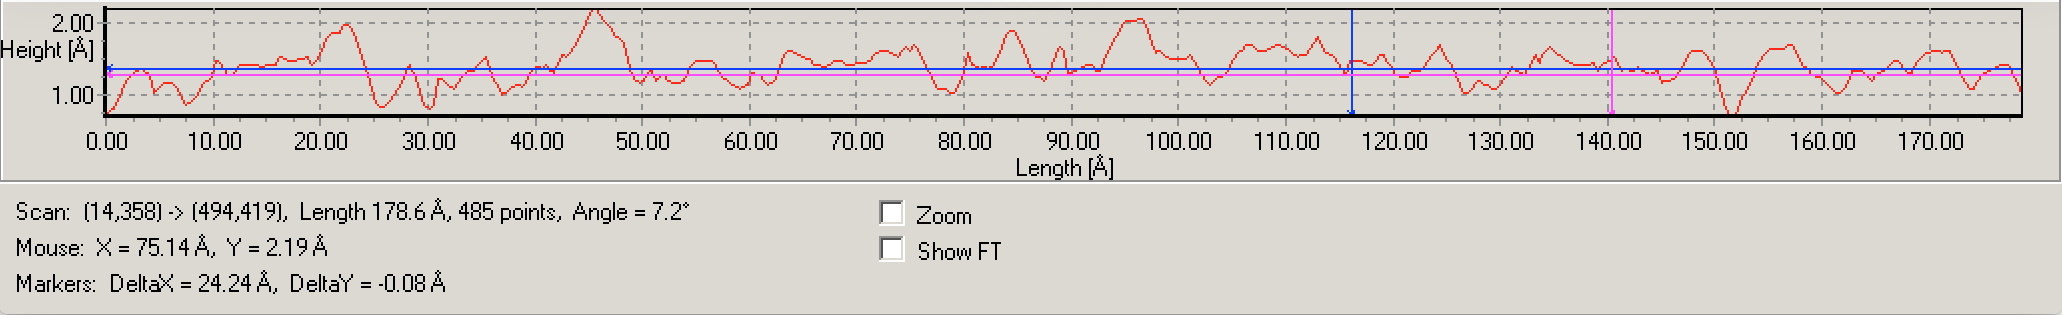 2.00
Height [Å]
1.00
0.00 10.00 20.00 30.00 40.00 50.00 60.00 70.00 80.00 90.00 100.00 110.00 120.00 130.00 140.00 150.00 160.00 170.00
Length [Å]
Scan: (14,358) -> (494,419), Length 178.6 Å, 485 points, Angle = 7.2°
Zoom
Mouse: X = 75.14 Å, Y = 2.19 Å
Show FT
Markers: DeltaX = 24.24 Å, DeltaY = -0.08 Å